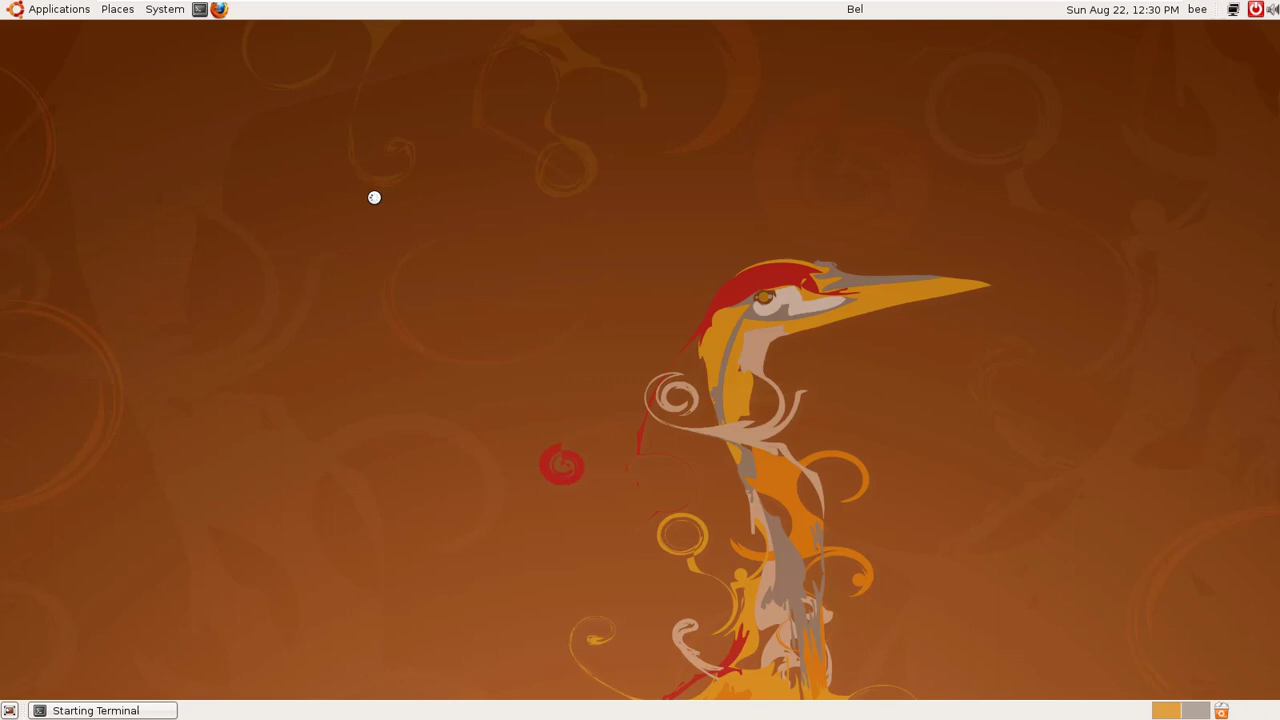 Applications Places System Bel Sun Aug 22, 12:30 PM bee
Starting Terminal